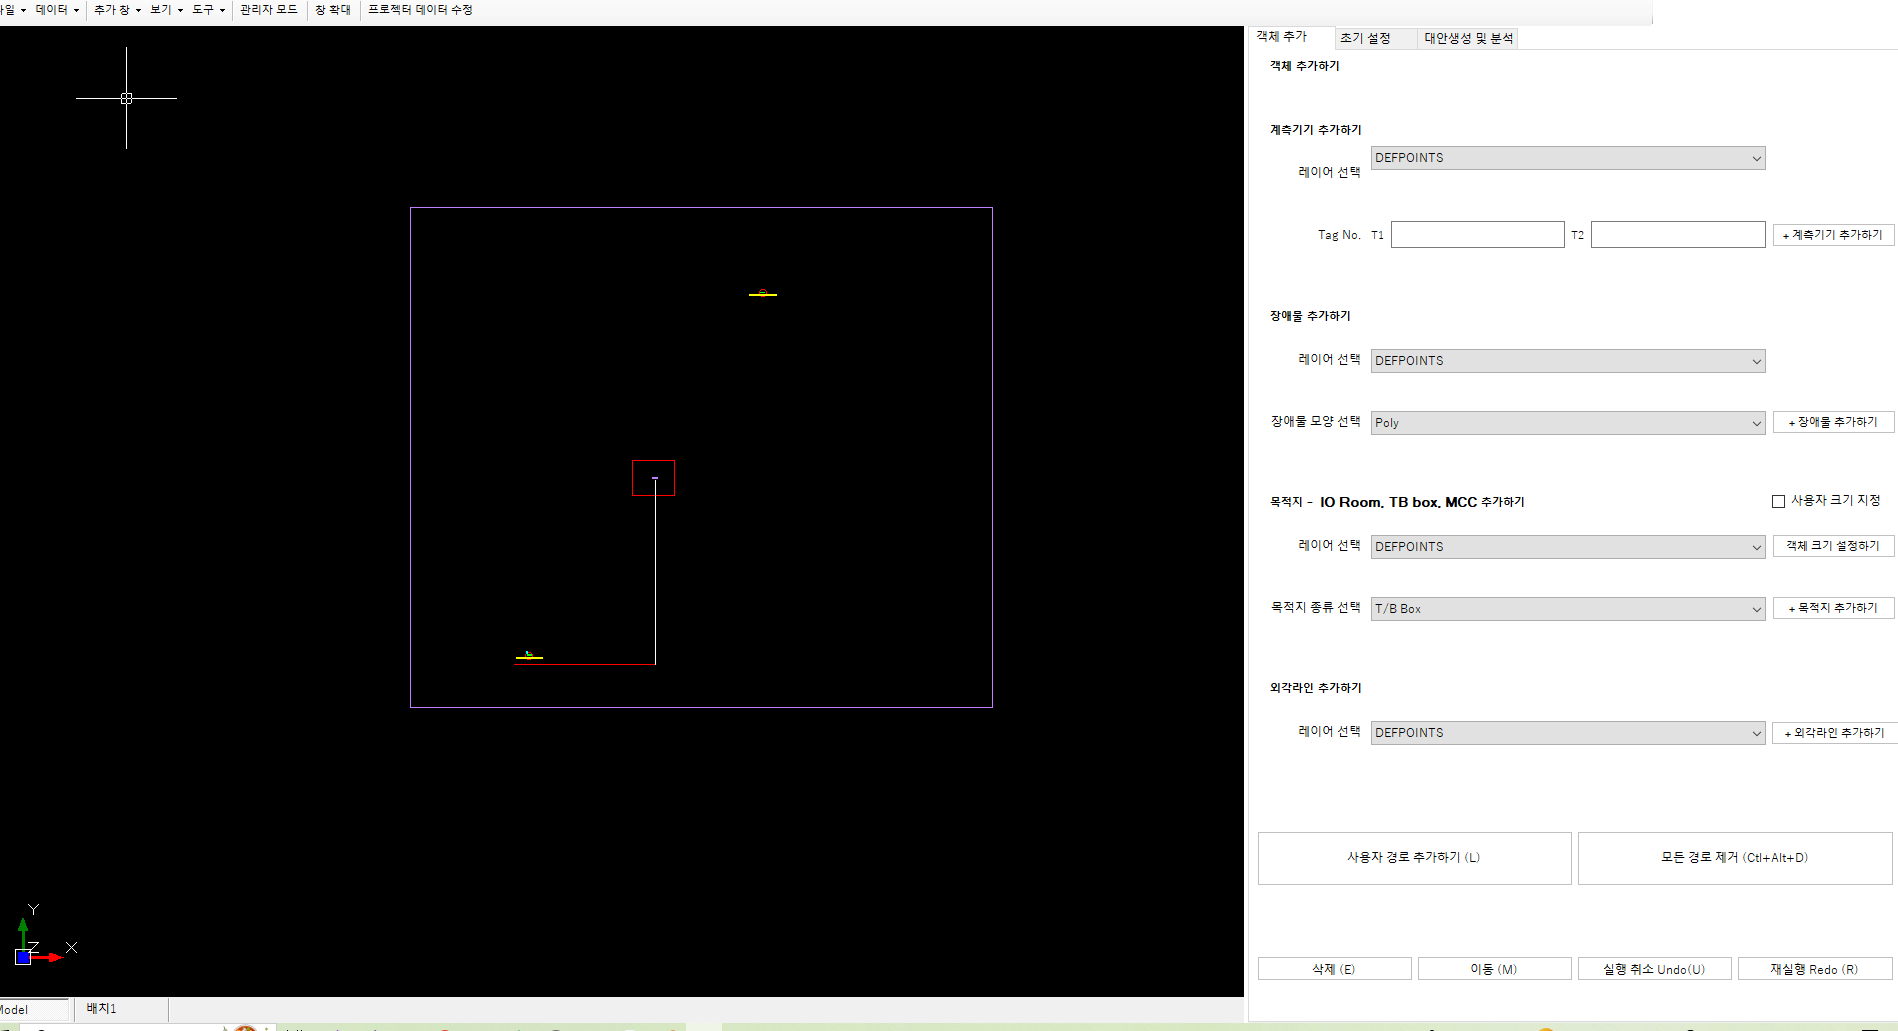 데이터 추가 창 보기 도구 관리자 모드 창 확대 프로젝터 데이터 수정
객체 추가 초기 설정 대안생성 및 분석
객체 추가하기
계측기기 추가하기
레이어 선택 DEFPOINTS
Tag No. T1 T2 + 계측기기 추가하기
장애물 추가하기
레이어 선택 DEFPOINTS
장애물 모양 선택 Poly + 장애물 추가하기
목적지 - IO Room, TB box, MCC 추가하기 사용자 크기 지정
레이어 선택 DEFPOINTS 객체 크기 설정하기
목적지 종류 선택 T/B Box + 목적지 추가하기
외각라인 추가하기
레이어 선택 DEFPOINTS + 외각라인 추가하기
사용자 경로 추가하기 (L) 모든 경로 제거 (Ctl+Alt+D)
Y
Z X
삭제 (E) 이동 (M) 실행 취소 Undo(U) 재실행 Redo (R)
Model 배치1